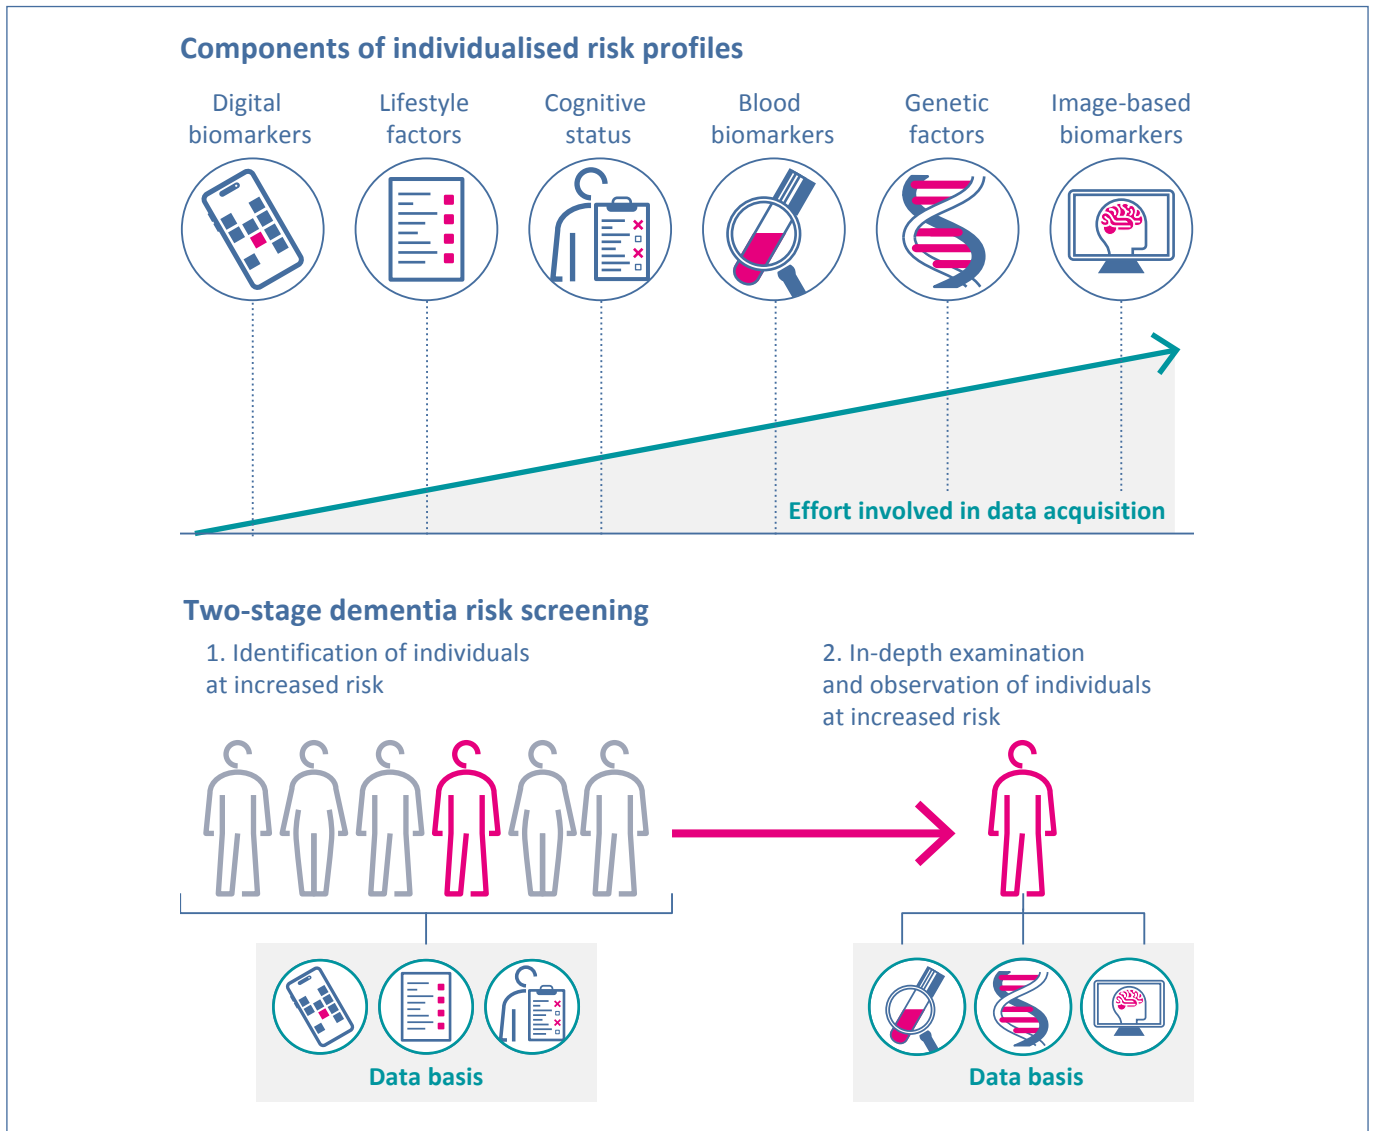 Components of individualised risk profiles
Digital
biomarkers
Lifestyle
factors
Cognitive
status
Blood
biomarkers
Genetic
factors
Image-based
biomarkers
Effort involved in data acquisition
Two-stage dementia risk screening
1. Identification of individuals
at increased risk
2. In-depth examination
and observation of individuals
at increased risk
Data basis
Data basis